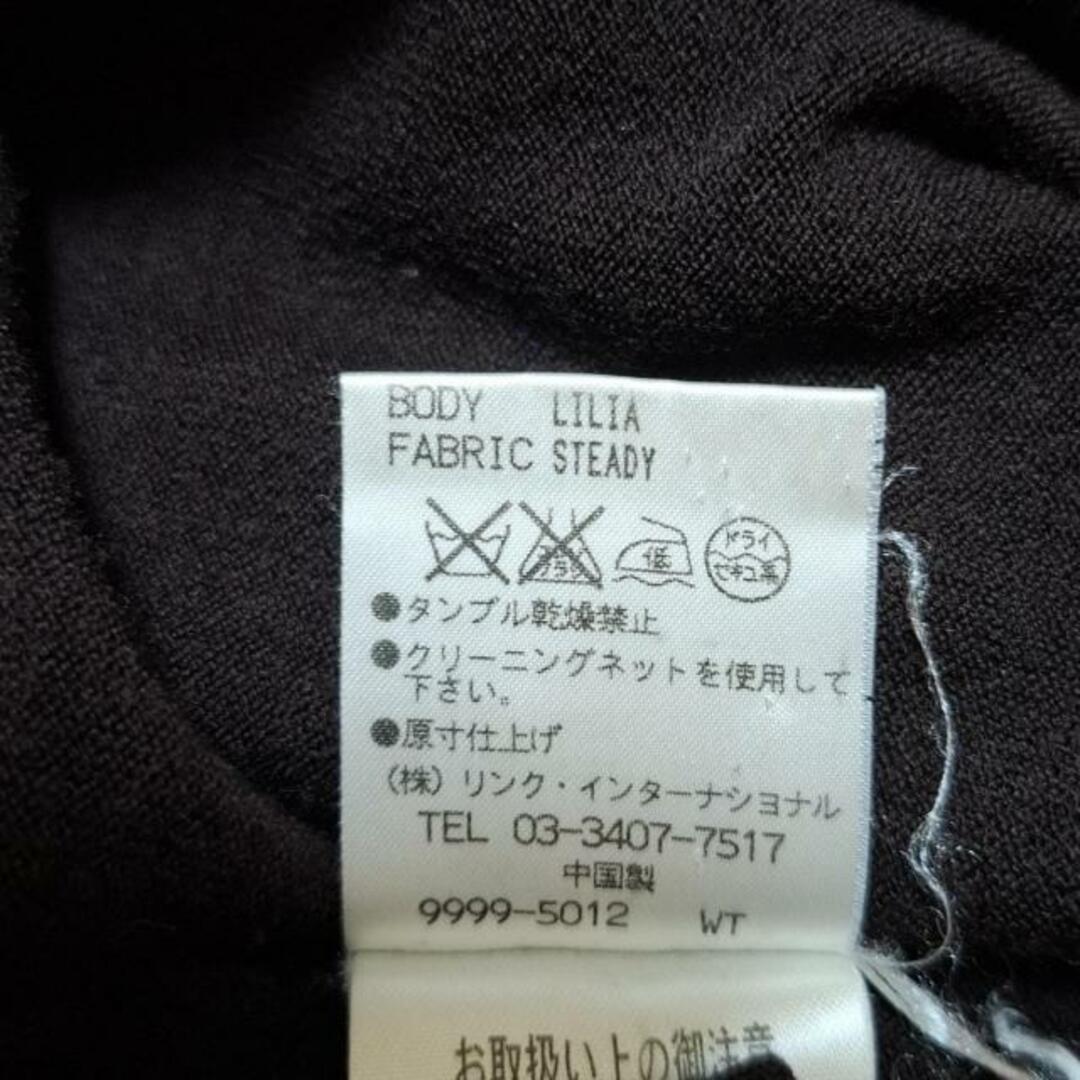 BODY LILIA
FABRIC STEADY
低 ドライ セキユ系
●タンブル乾燥禁止
●クリーニングネットを使用して
下さい。
●原寸仕上げ
(株)リンク・インターナショナル
TEL 03-3407-7517
中国製
9999-5012 WT
お取扱い上の御注意